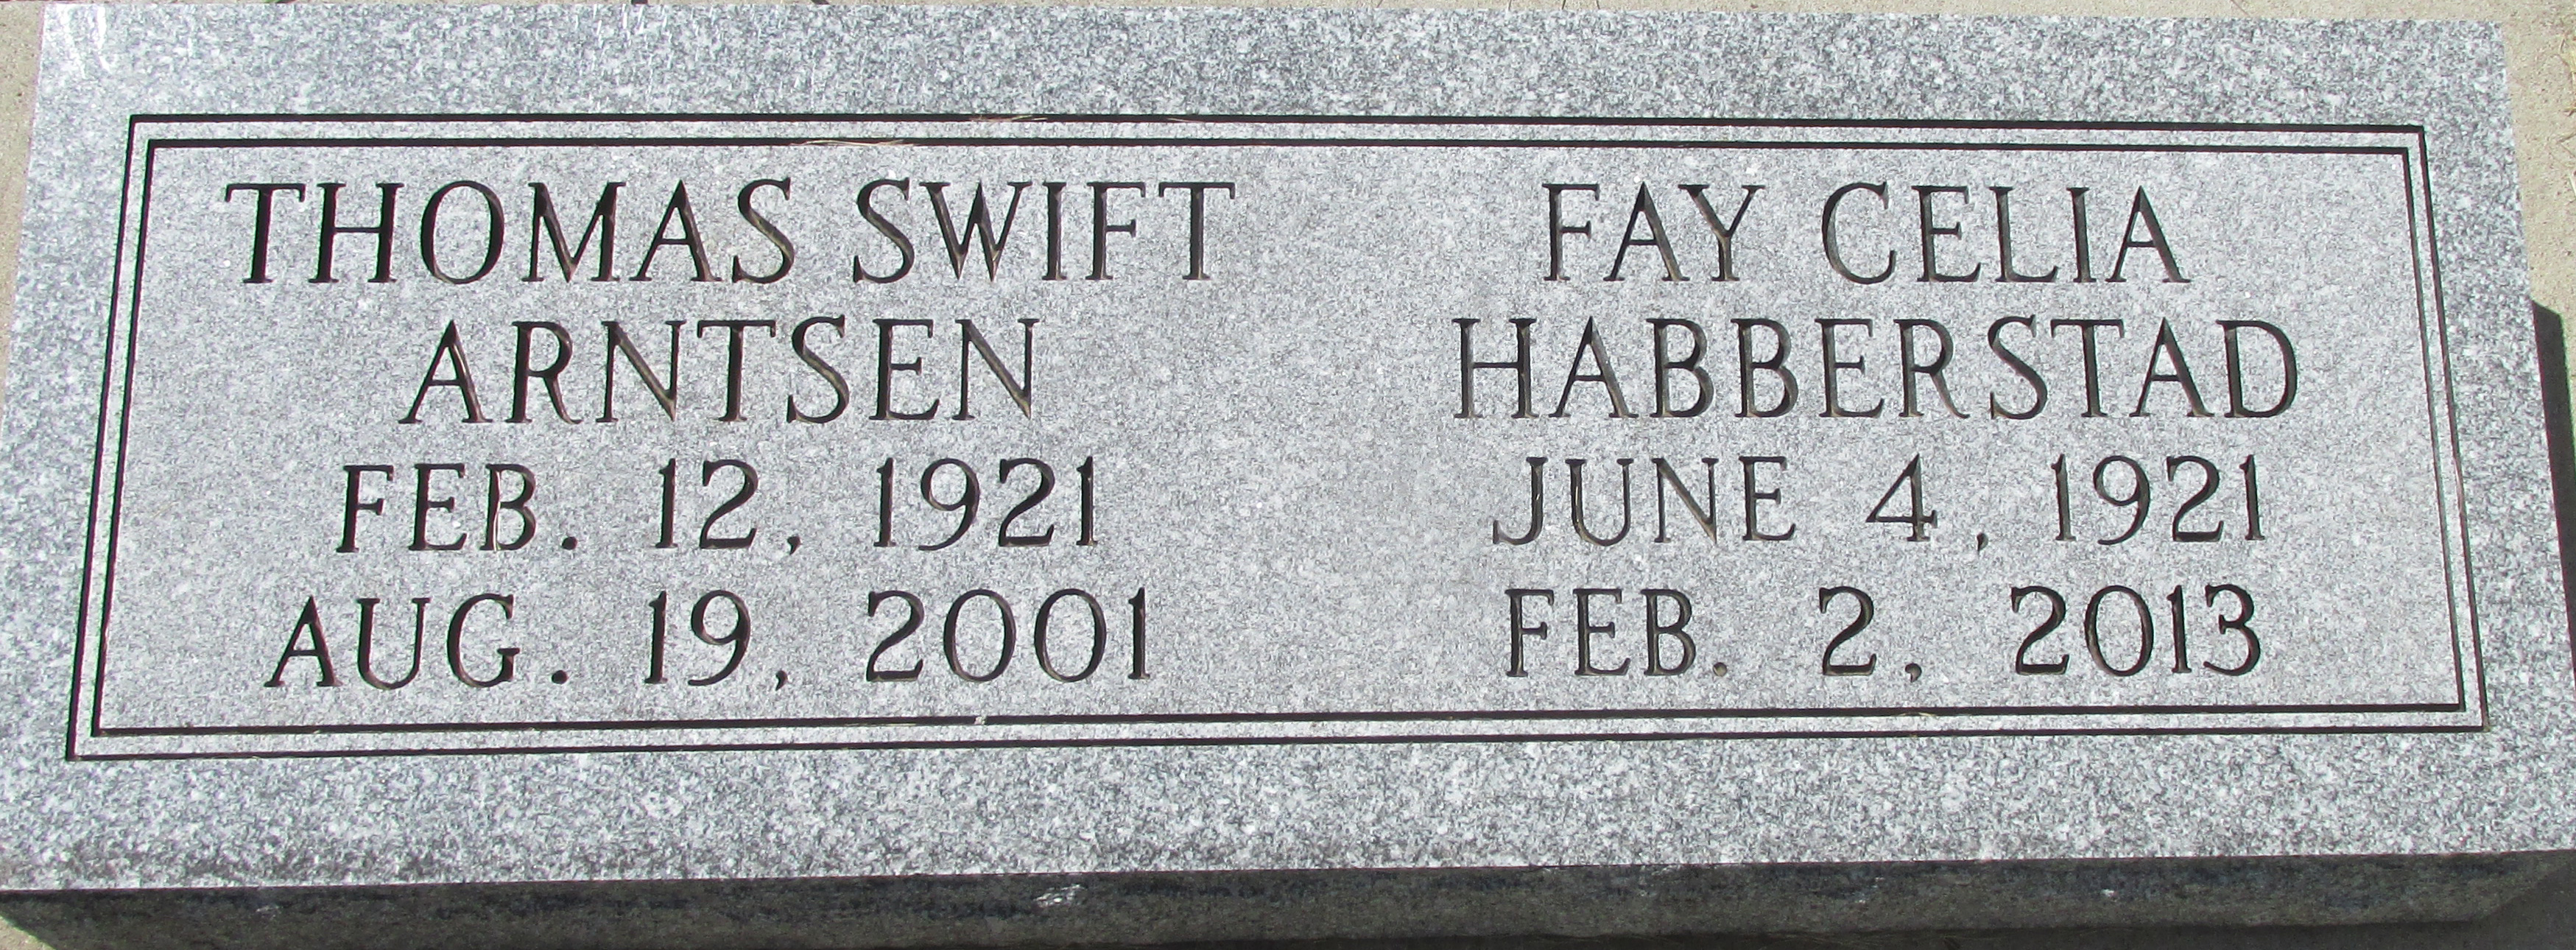 THOMAS SWIFT
ARNTSEN
FEB. 12, 1921
AUG. 19, 2001
FAY CELIA
HABBERSTAD
JUNE 4, 1921
FEB. 2, 2013